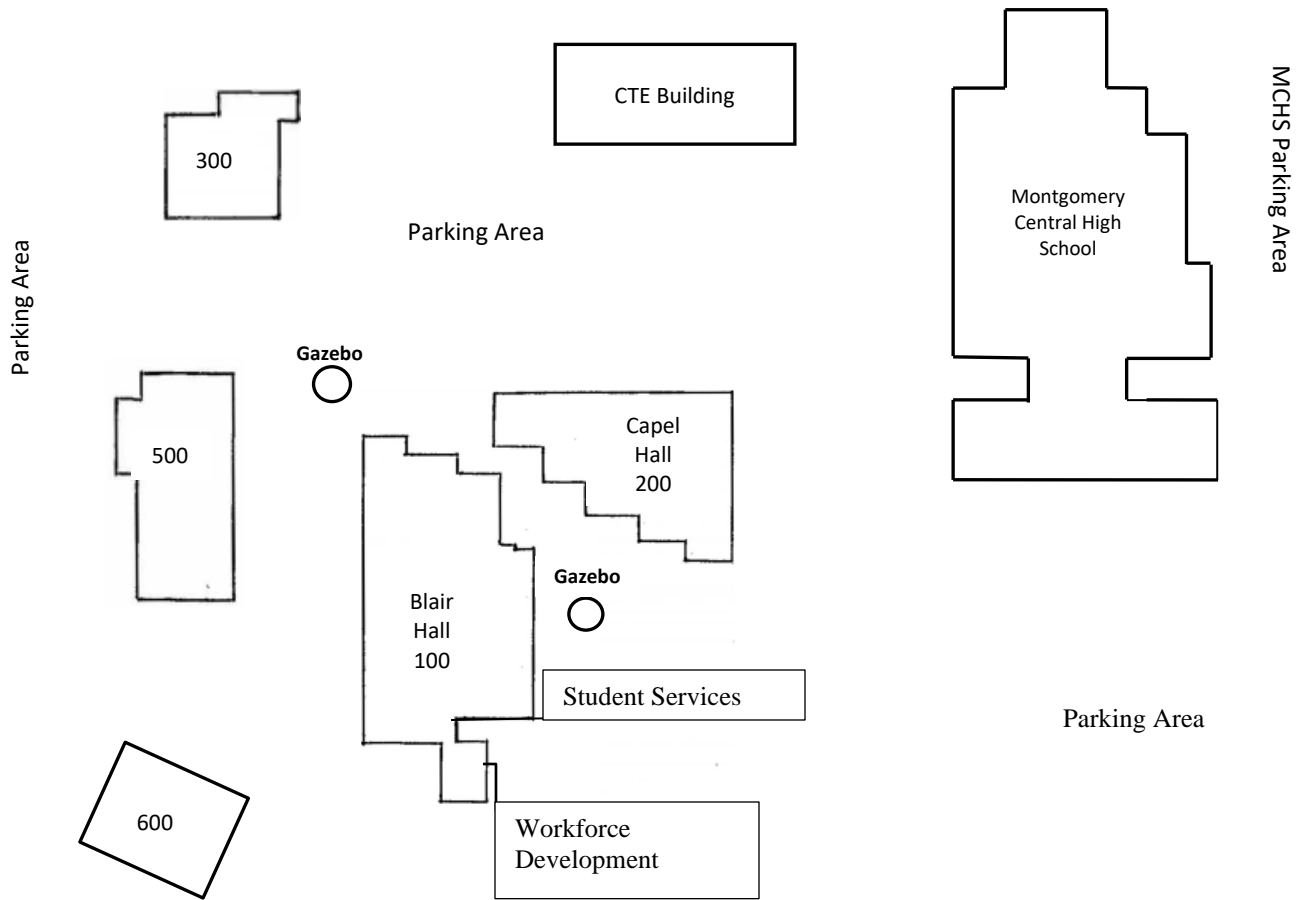 CTE Building
MCHS Parking Area
300
Montgomery
Central High
School
Parking Area
Parking Area
Gazebo
500
Capel
Hall
200
Gazebo
Blair
Hall
100
Student Services
Parking Area
600
Workforce
Development